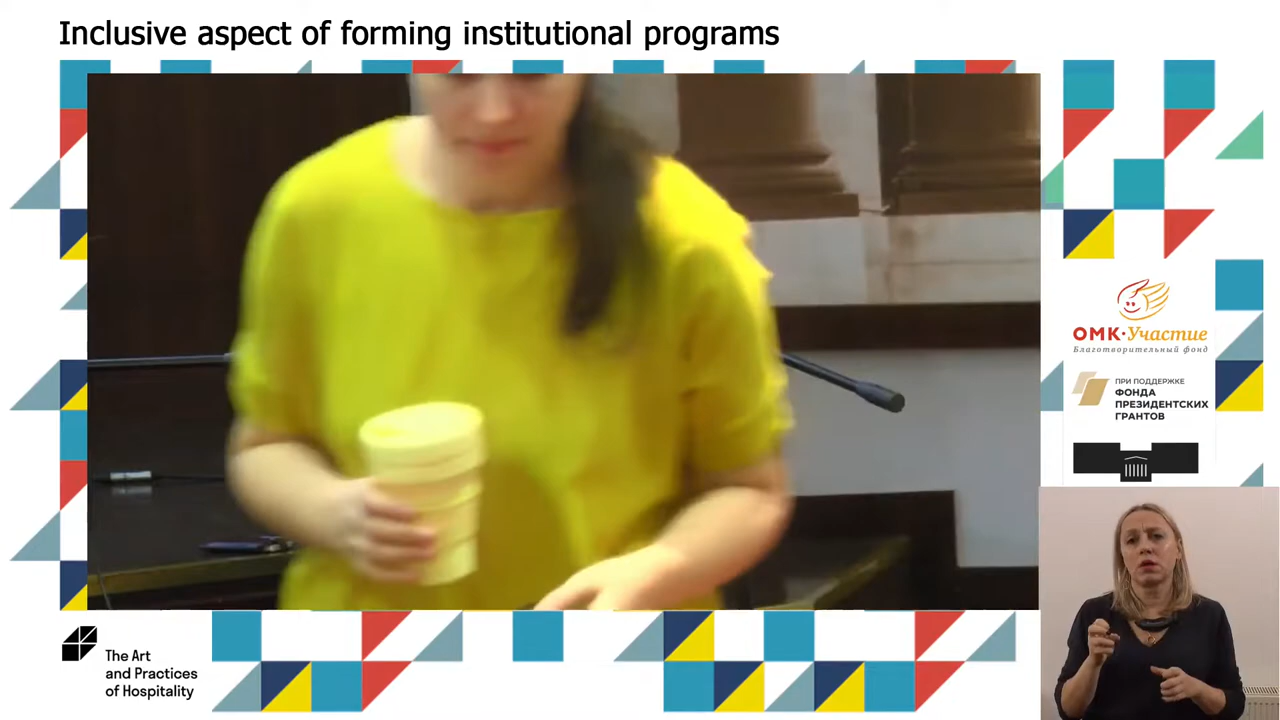 Inclusive aspect of forming institutional programs
ОМК·Участие
Благотворительный фонд
ПРИ ПОДДЕРЖКЕ
ФОНДА
ПРЕЗИДЕНТСКИХ
ГРАНТОВ
The Art
and Practices
of Hospitality